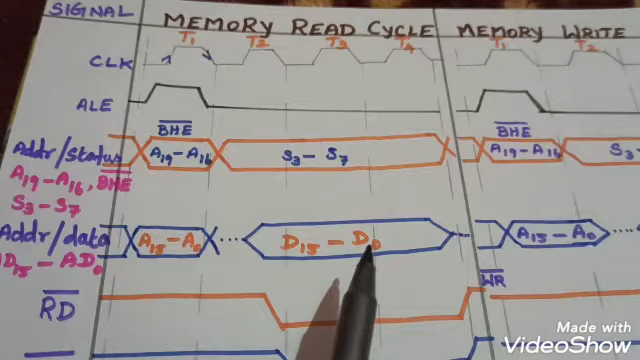 SIGNAL
MEMORY READ CYCLE
MEMORY WRITE
T1 T2 T3 T4
T1 T2
CLK
ALE
BHE
BHE
Addr/status
A19-A16
S3-S7
A19-A16
S3-
A19-A16, BHE
S3-S7
Addr/data
A15-A0
D15-D0
A15-A0
AD15-AD0
RD
WR
Made with
VideoShow